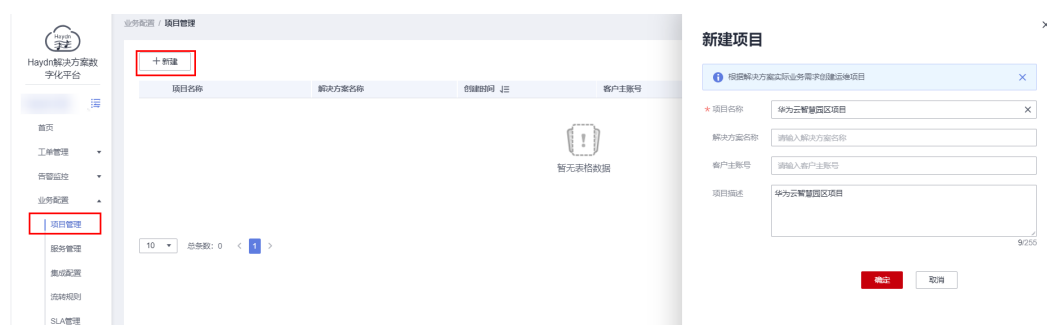 业务配置 / 项目管理
Haydn
Haydn解决方案数
字化平台
首页
工单管理
告警监控
业务配置
项目管理
服务管理
集成配置
流转规则
SLA管理
＋新建
项目名称 解决方案名称 创建时间 客户主账号
暂无表格数据
10 总条数: 0 < 1 >
新建项目
根据解决方案实际业务需求创建运维项目
* 项目名称 华为云智慧园区项目
解决方案名称 请输入解决方案名称
客户主账号 请输入客户主账号
项目描述 华为云智慧园区项目
9/255
确定 取消